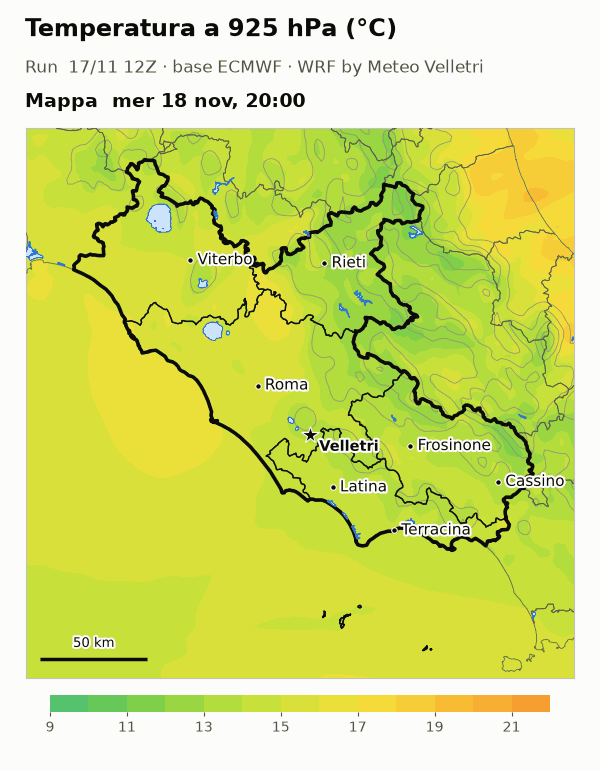 Temperatura a 925 hPa (°C)
Run  17/11 12Z · base ECMWF · WRF by Meteo Velletri
Mappa  mer 18 nov, 20:00
Viterbo
Rieti
Roma
Velletri
Frosinone
Cassino
Latina
Terracina
50 km
9 11 13 15 17 19 21